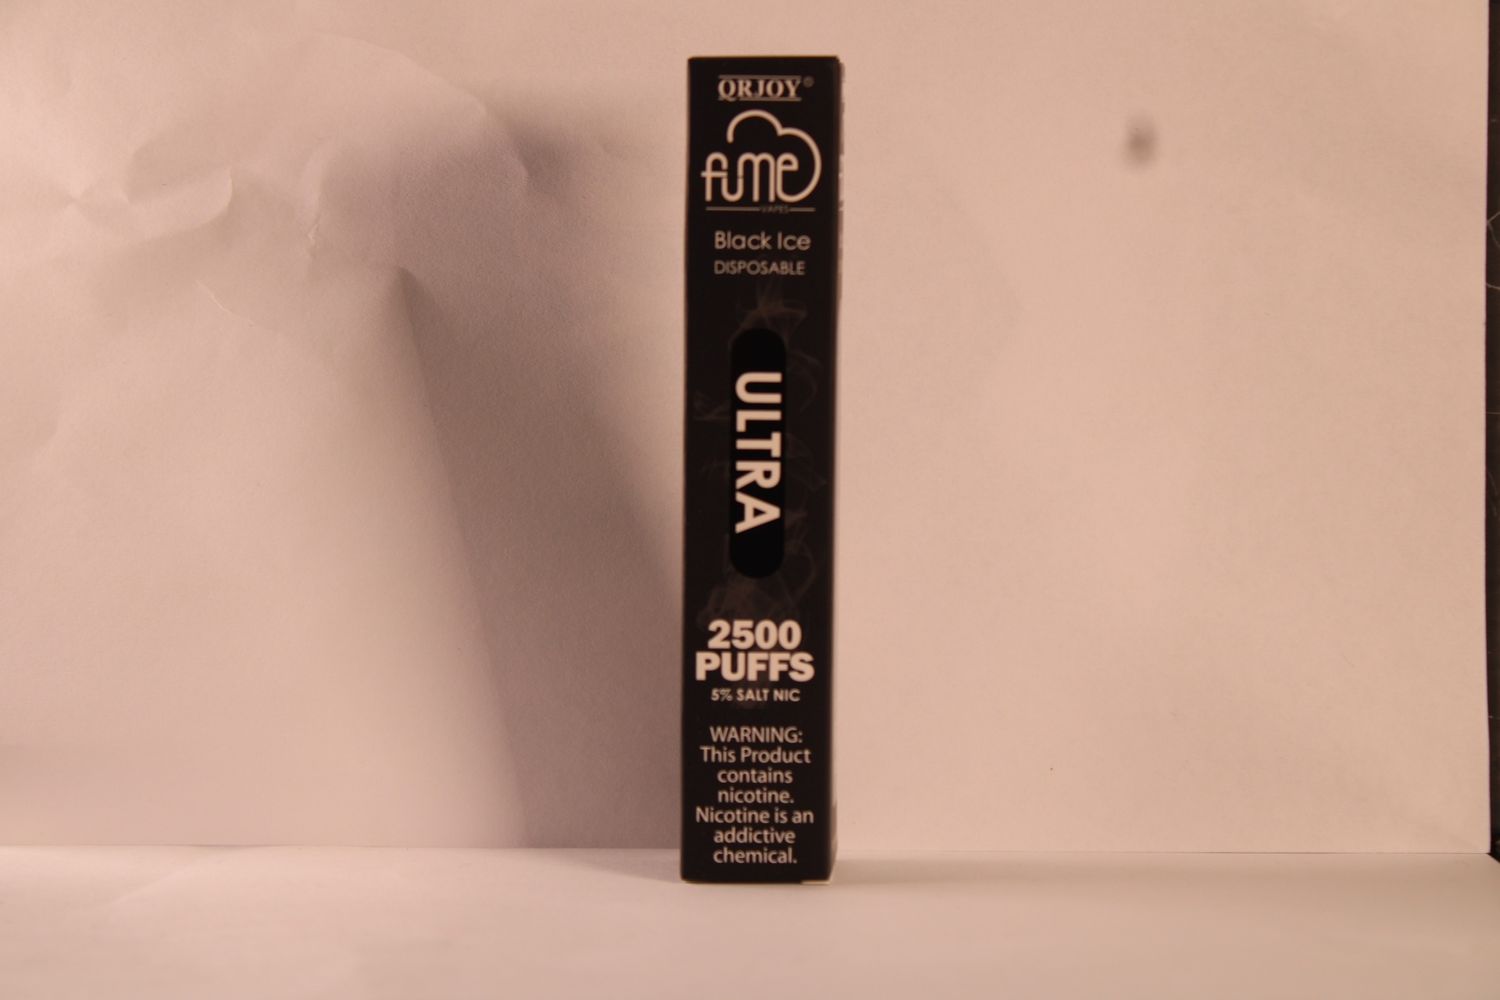 QRJOY®
fume
VAPES
Black Ice
DISPOSABLE
ULTRA
2500
PUFFS
5% SALT NIC
WARNING:
This Product
contains
nicotine.
Nicotine is an
addictive
chemical.